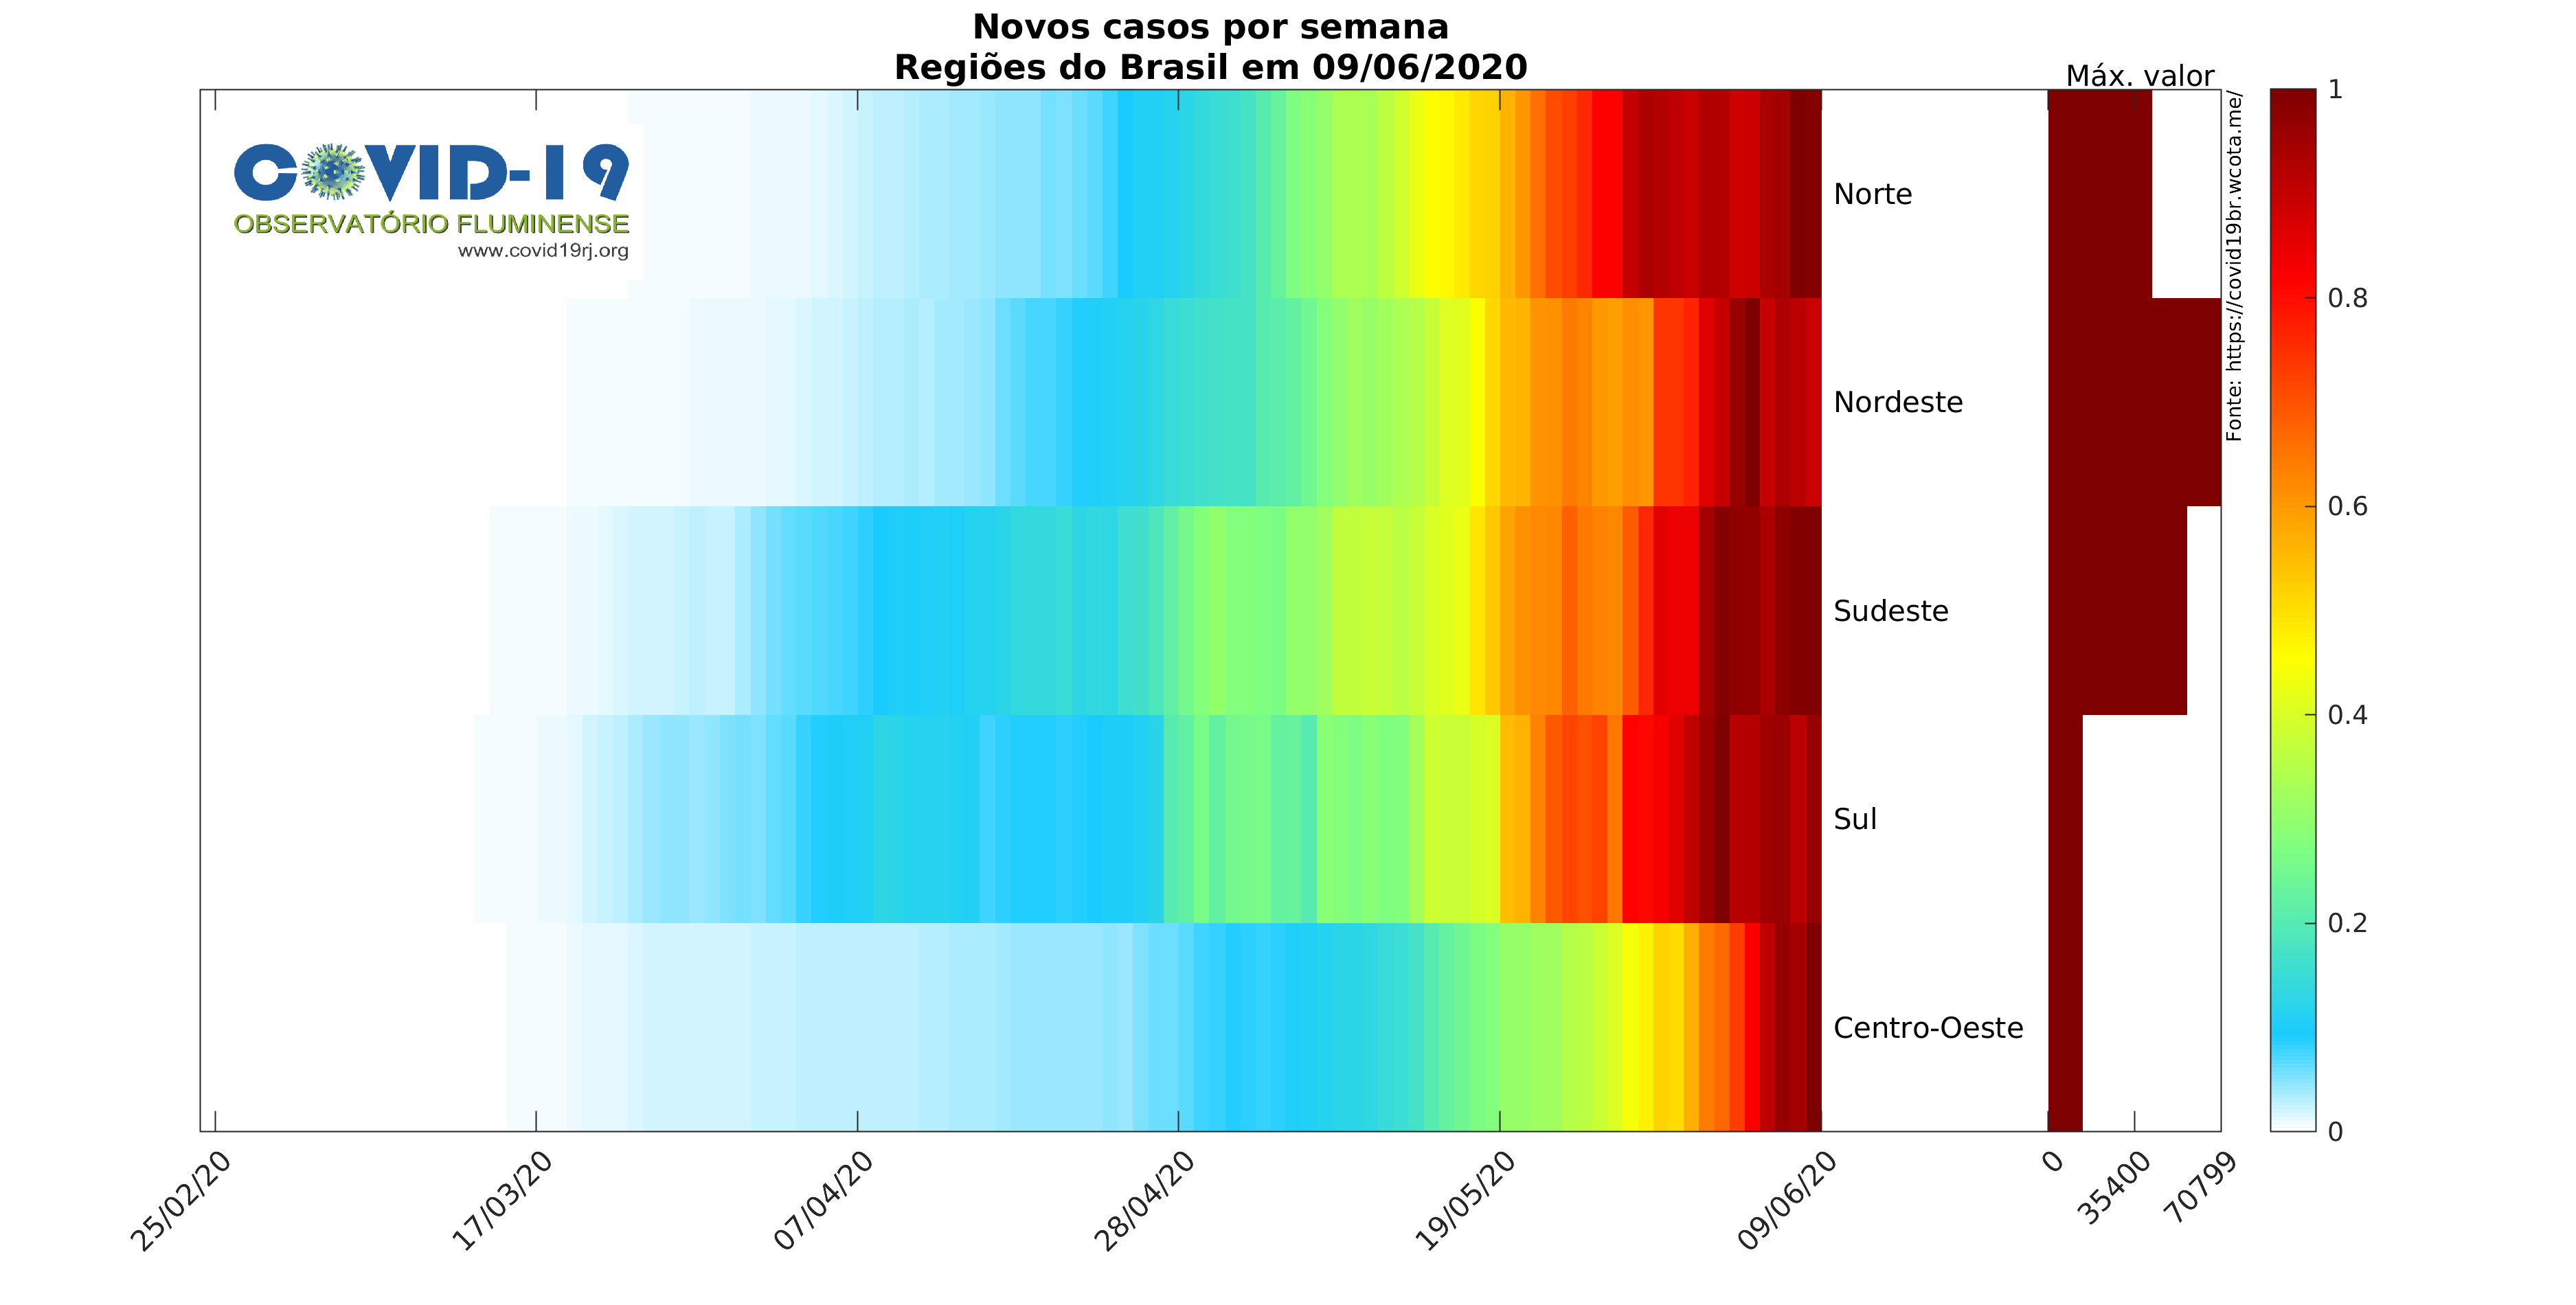 Novos casos por semana
Regiões do Brasil em 09/06/2020
Máx. valor
COVID-19
OBSERVATÓRIO FLUMINENSE
www.covid19rj.org
Norte
Nordeste
Sudeste
Sul
Centro-Oeste
Fonte: https://covid19br.wcota.me/
1
0.8
0.6
0.4
0.2
0
25/02/20
17/03/20
07/04/20
28/04/20
19/05/20
09/06/20
0
35400
70799